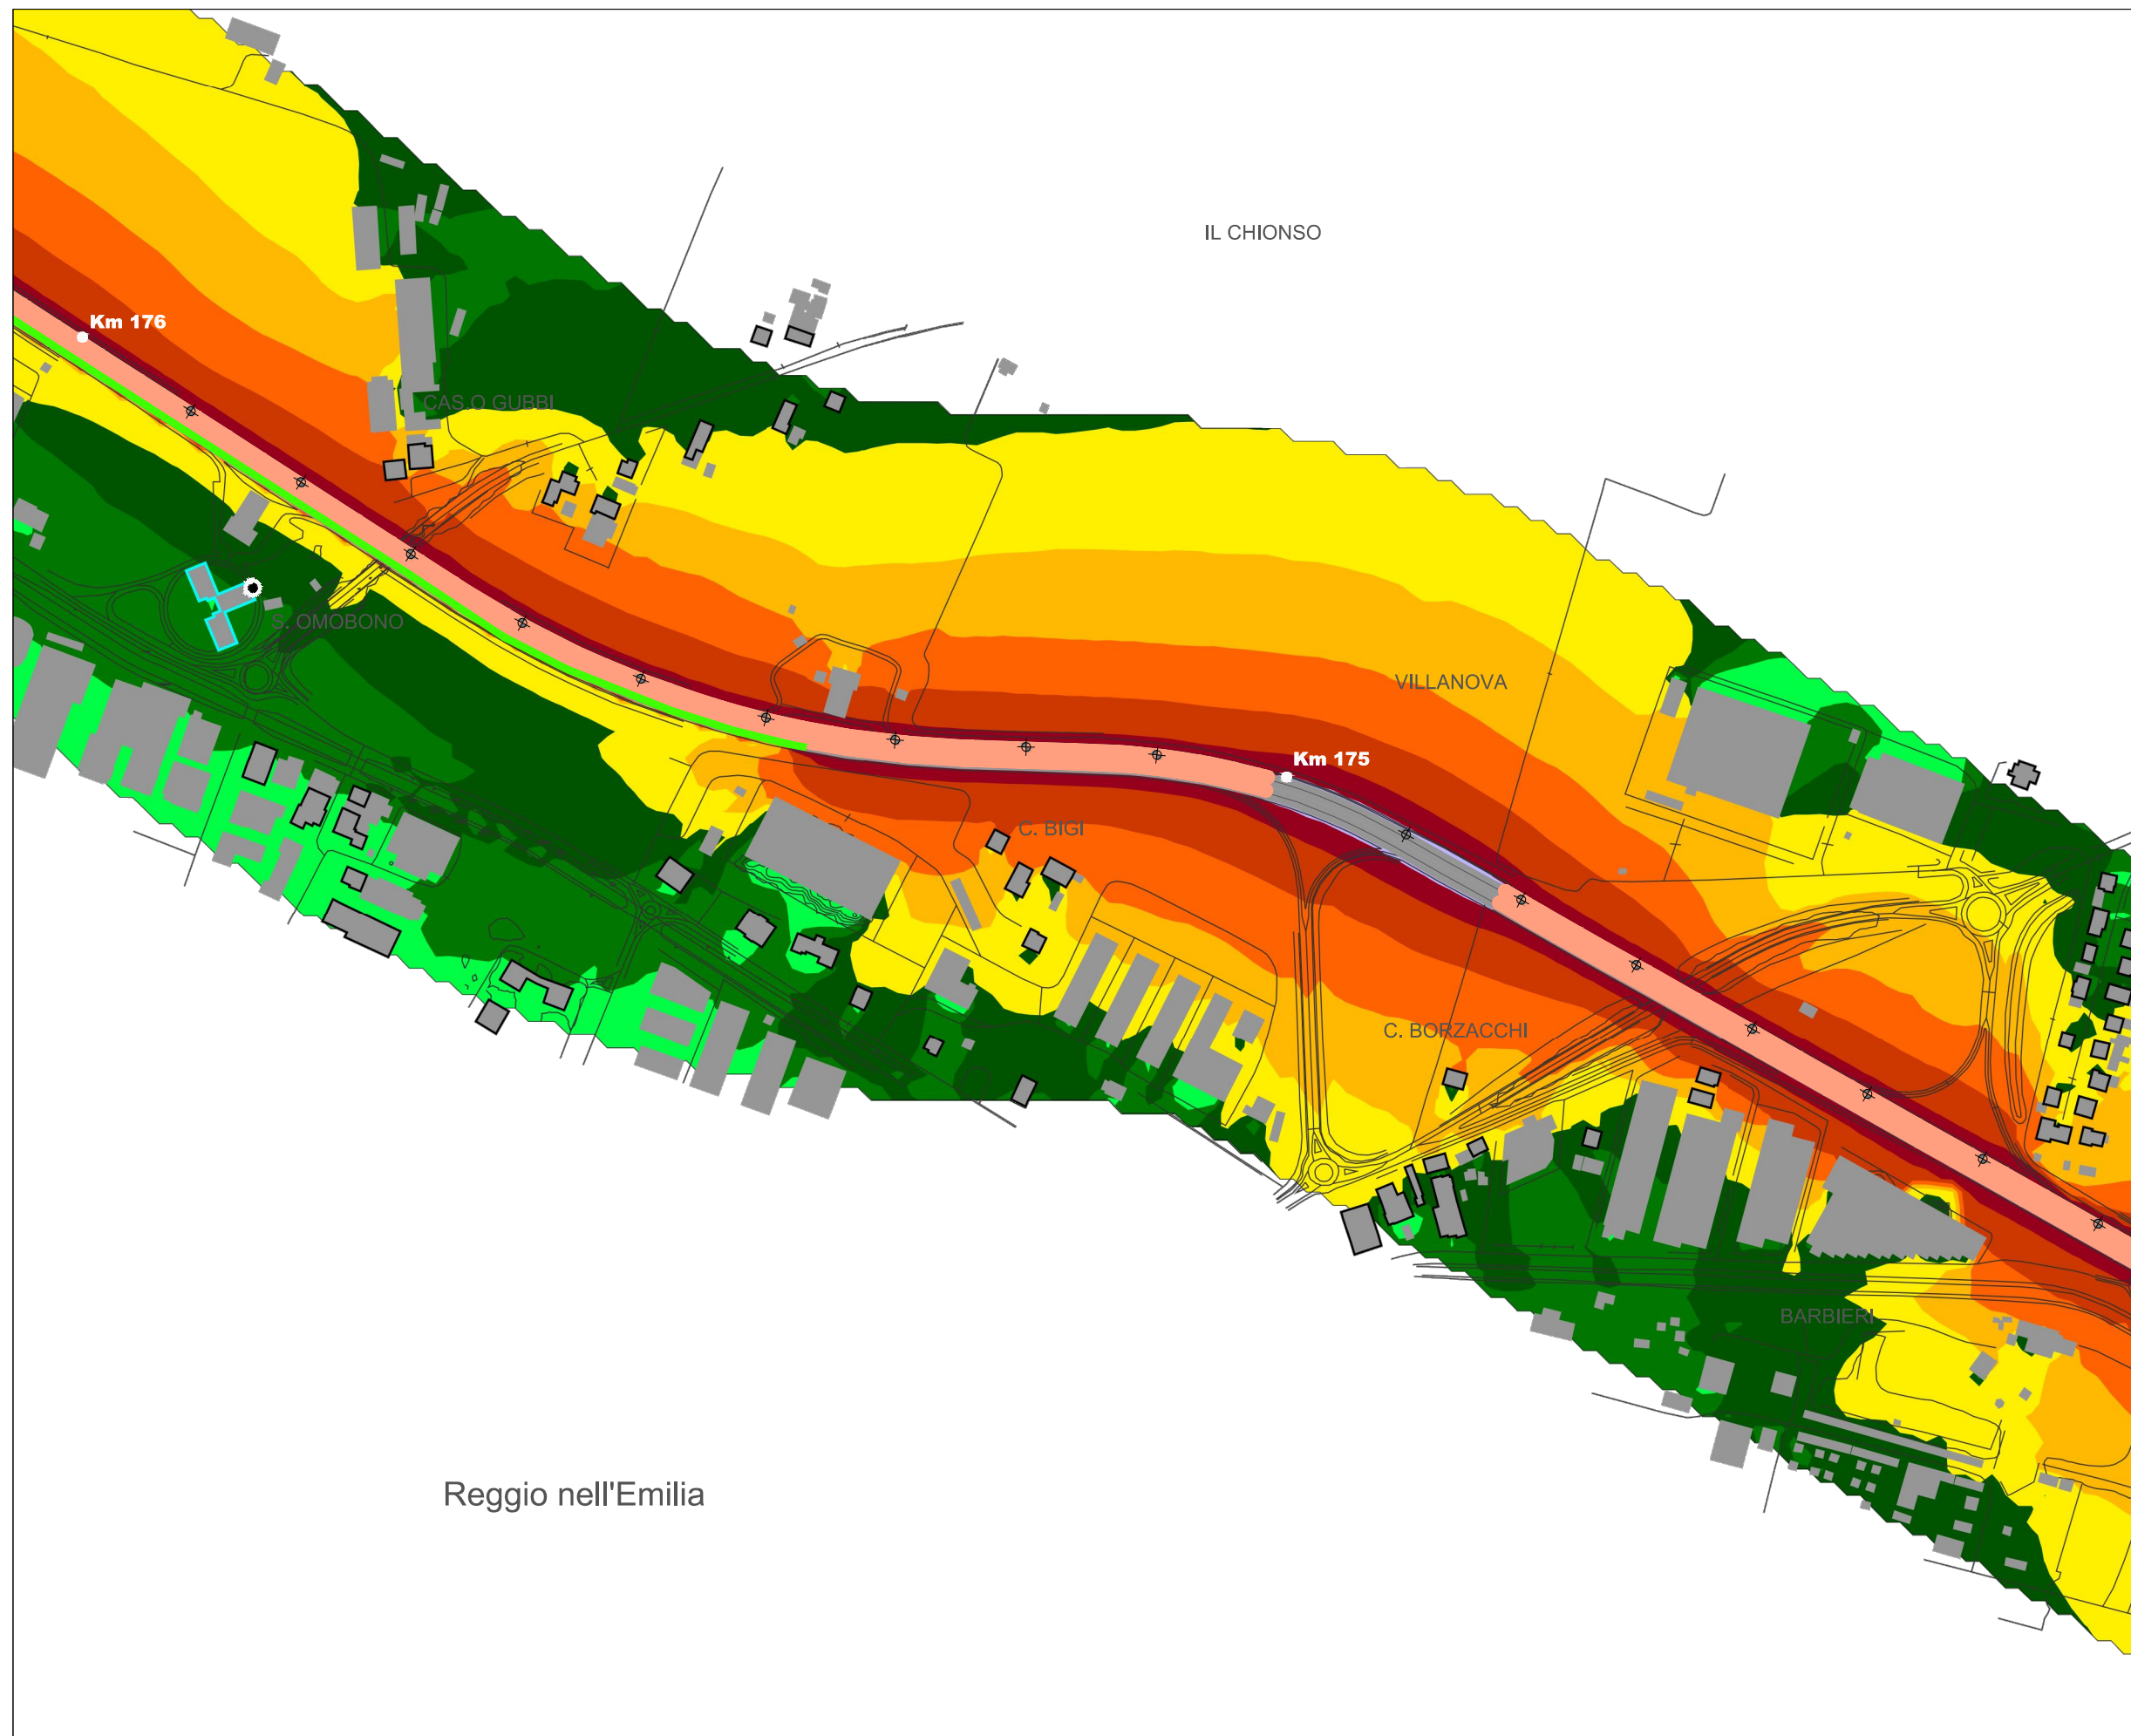 IL CHIONSO
Km 176
CAS.O GUBBI
S. OMOBONO
VILLANOVA
Km 175
C. BIGI
C. BORZACCHI
BARBIERI
Reggio nell'Emilia